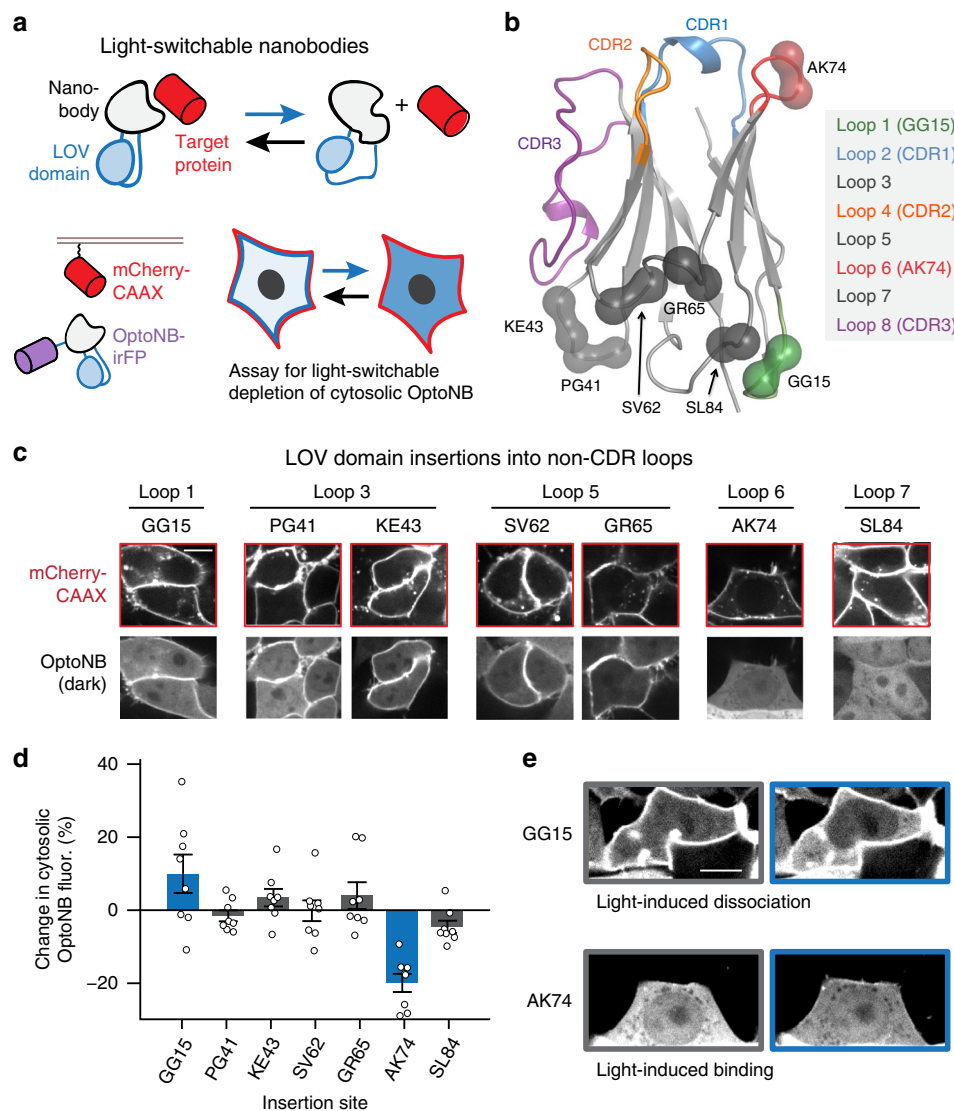 a
Light-switchable nanobodies
Nano-
body
LOV
domain
Target
protein
+
mCherry-
CAAX
OptoNB-
irFP
Assay for light-switchable
depletion of cytosolic OptoNB
b
CDR1
CDR2
CDR3
AK74
KE43
PG41
SV62
GR65
SL84
GG15
Loop 1 (GG15)
Loop 2 (CDR1)
Loop 3
Loop 4 (CDR2)
Loop 5
Loop 6 (AK74)
Loop 7
Loop 8 (CDR3)
c
LOV domain insertions into non-CDR loops
Loop 1 Loop 3 Loop 5 Loop 6 Loop 7
GG15 PG41 KE43 SV62 GR65 AK74 SL84
mCherry-
CAAX
OptoNB
(dark)
d
Change in cytosolic
OptoNB fluor. (%)
40
20
0
−20
GG15 PG41 KE43 SV62 GR65 AK74 SL84
Insertion site
e
GG15
Light-induced dissociation
AK74
Light-induced binding